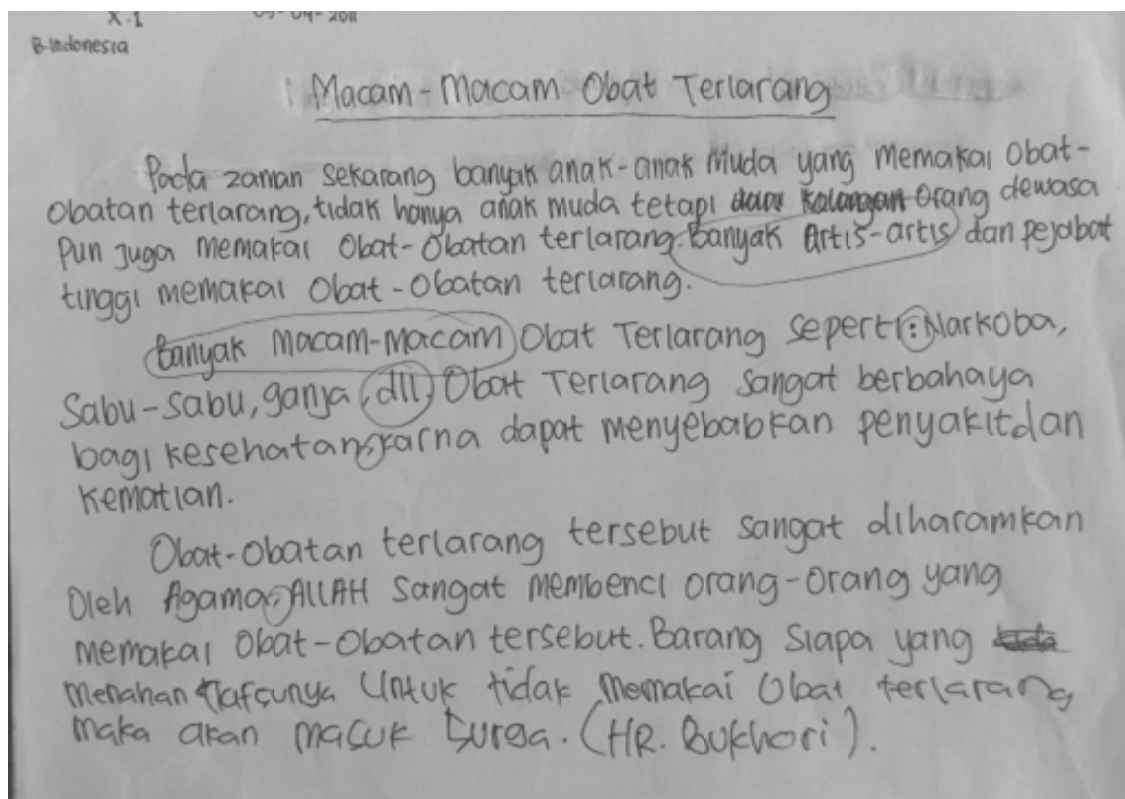 X.1
B.Indonesia
Macam-Macam Obat Terlarang
Pada zaman sekarang banyak anak-anak Muda yang Memakai Obat-
Obatan terlarang, tidak hanya anak muda tetapi Orang dewasa
Pun Juga memakai Obat-Obatan terlarang. Banyak Artis-artis dan pejabat
tinggi memakai Obat-Obatan terlarang.
Banyak Macam-Macam Obat Terlarang Seperti: Narkoba,
Sabu-Sabu, ganja, dll, Obat Terlarang Sangat berbahaya
bagi kesehatan, karna dapat menyebabkan penyakit dan
Kematian.
Obat-Obatan terlarang tersebut sangat diharamkan
Oleh Agama, ALLAH Sangat Membenci orang-orang yang
Memakai Obat-Obatan tersebut. Barang Siapa yang
Menahan Nafsunya Untuk tidak Memakai Obat terlarang
Maka akan masuk Surga. (HR. Bukhori).